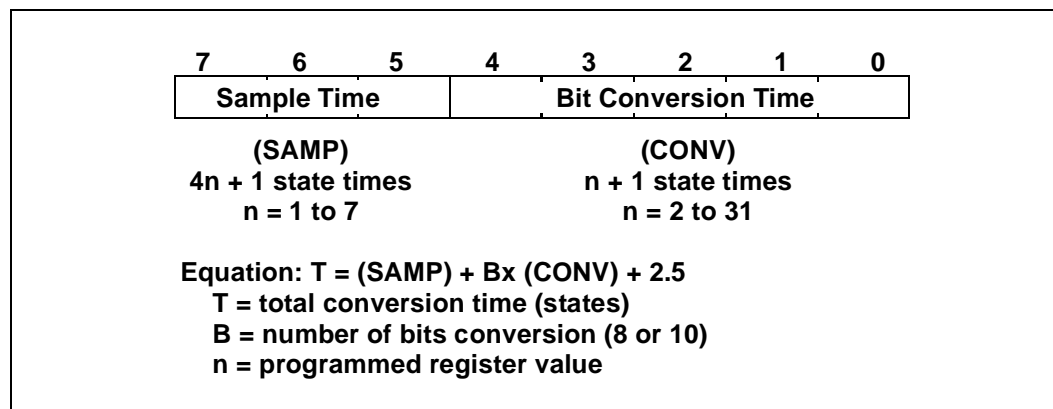 7 6 5 4 3 2 1 0
Sample Time Bit Conversion Time
(SAMP) (CONV)
4n + 1 state times n + 1 state times
n = 1 to 7 n = 2 to 31
Equation: T = (SAMP) + Bx (CONV) + 2.5
T = total conversion time (states)
B = number of bits conversion (8 or 10)
n = programmed register value